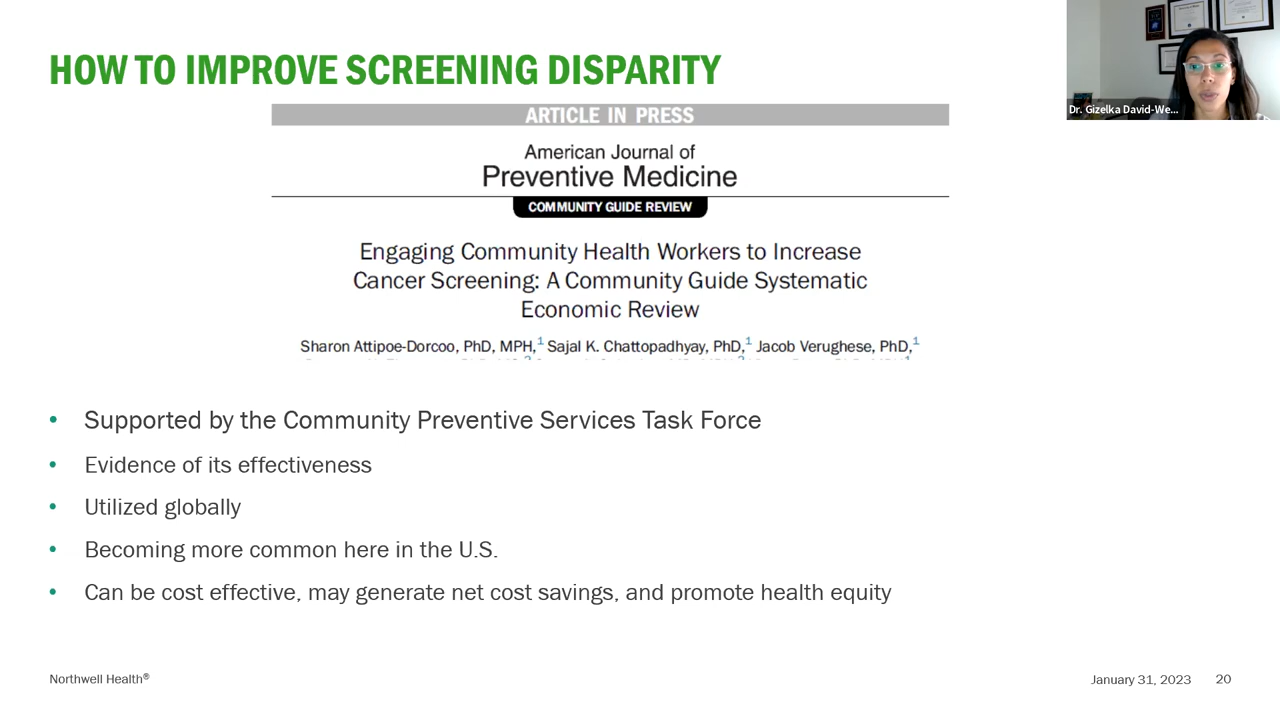 HOW TO IMPROVE SCREENING DISPARITY
Dr. Gizelka David-We...
ARTICLE IN PRESS
American Journal of
Preventive Medicine
COMMUNITY GUIDE REVIEW
Engaging Community Health Workers to Increase
Cancer Screening: A Community Guide Systematic
Economic Review
Sharon Attipoe-Dorcoo, PhD, MPH,1 Sajal K. Chattopadhyay, PhD,1 Jacob Verughese, PhD,1
• Supported by the Community Preventive Services Task Force
• Evidence of its effectiveness
• Utilized globally
• Becoming more common here in the U.S.
• Can be cost effective, may generate net cost savings, and promote health equity
Northwell Health®
January 31, 2023 20